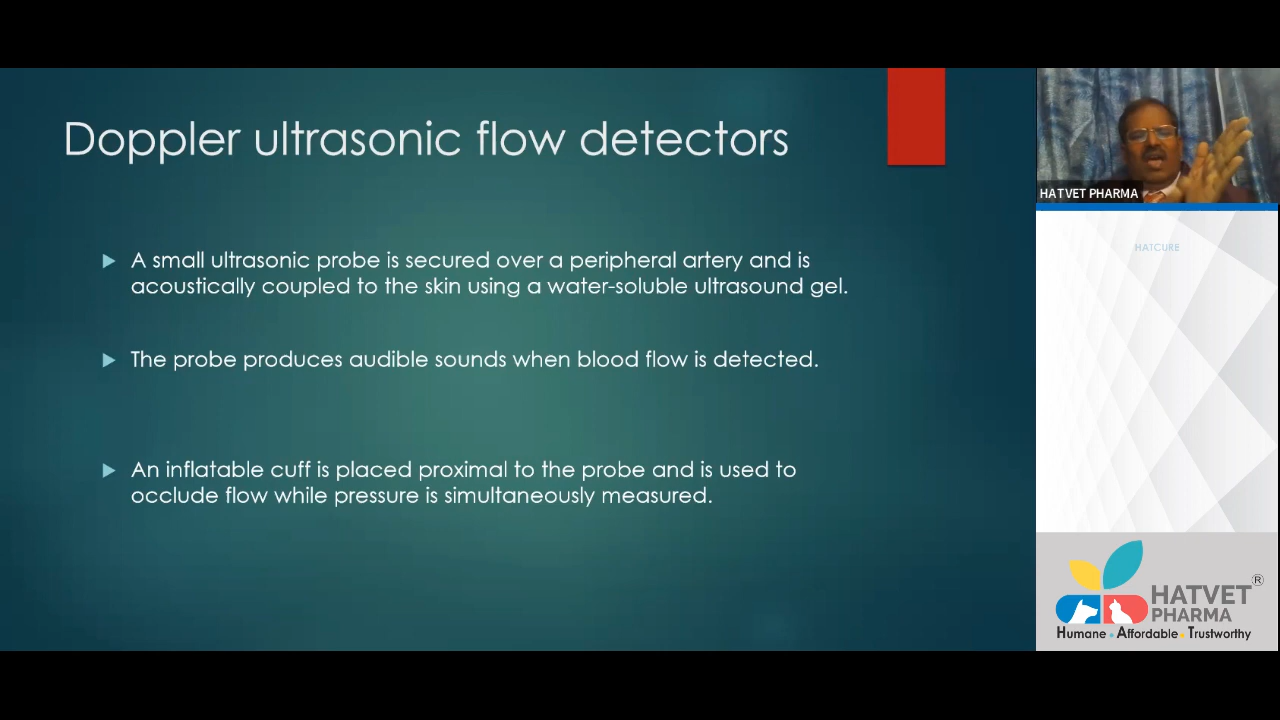 Doppler ultrasonic flow detectors
A small ultrasonic probe is secured over a peripheral artery and is
acoustically coupled to the skin using a water-soluble ultrasound gel.
The probe produces audible sounds when blood flow is detected.
An inflatable cuff is placed proximal to the probe and is used to
occlude flow while pressure is simultaneously measured.
HATVET PHARMA
HATCURE
HATVET®
PHARMA
Humane • Affordable • Trustworthy